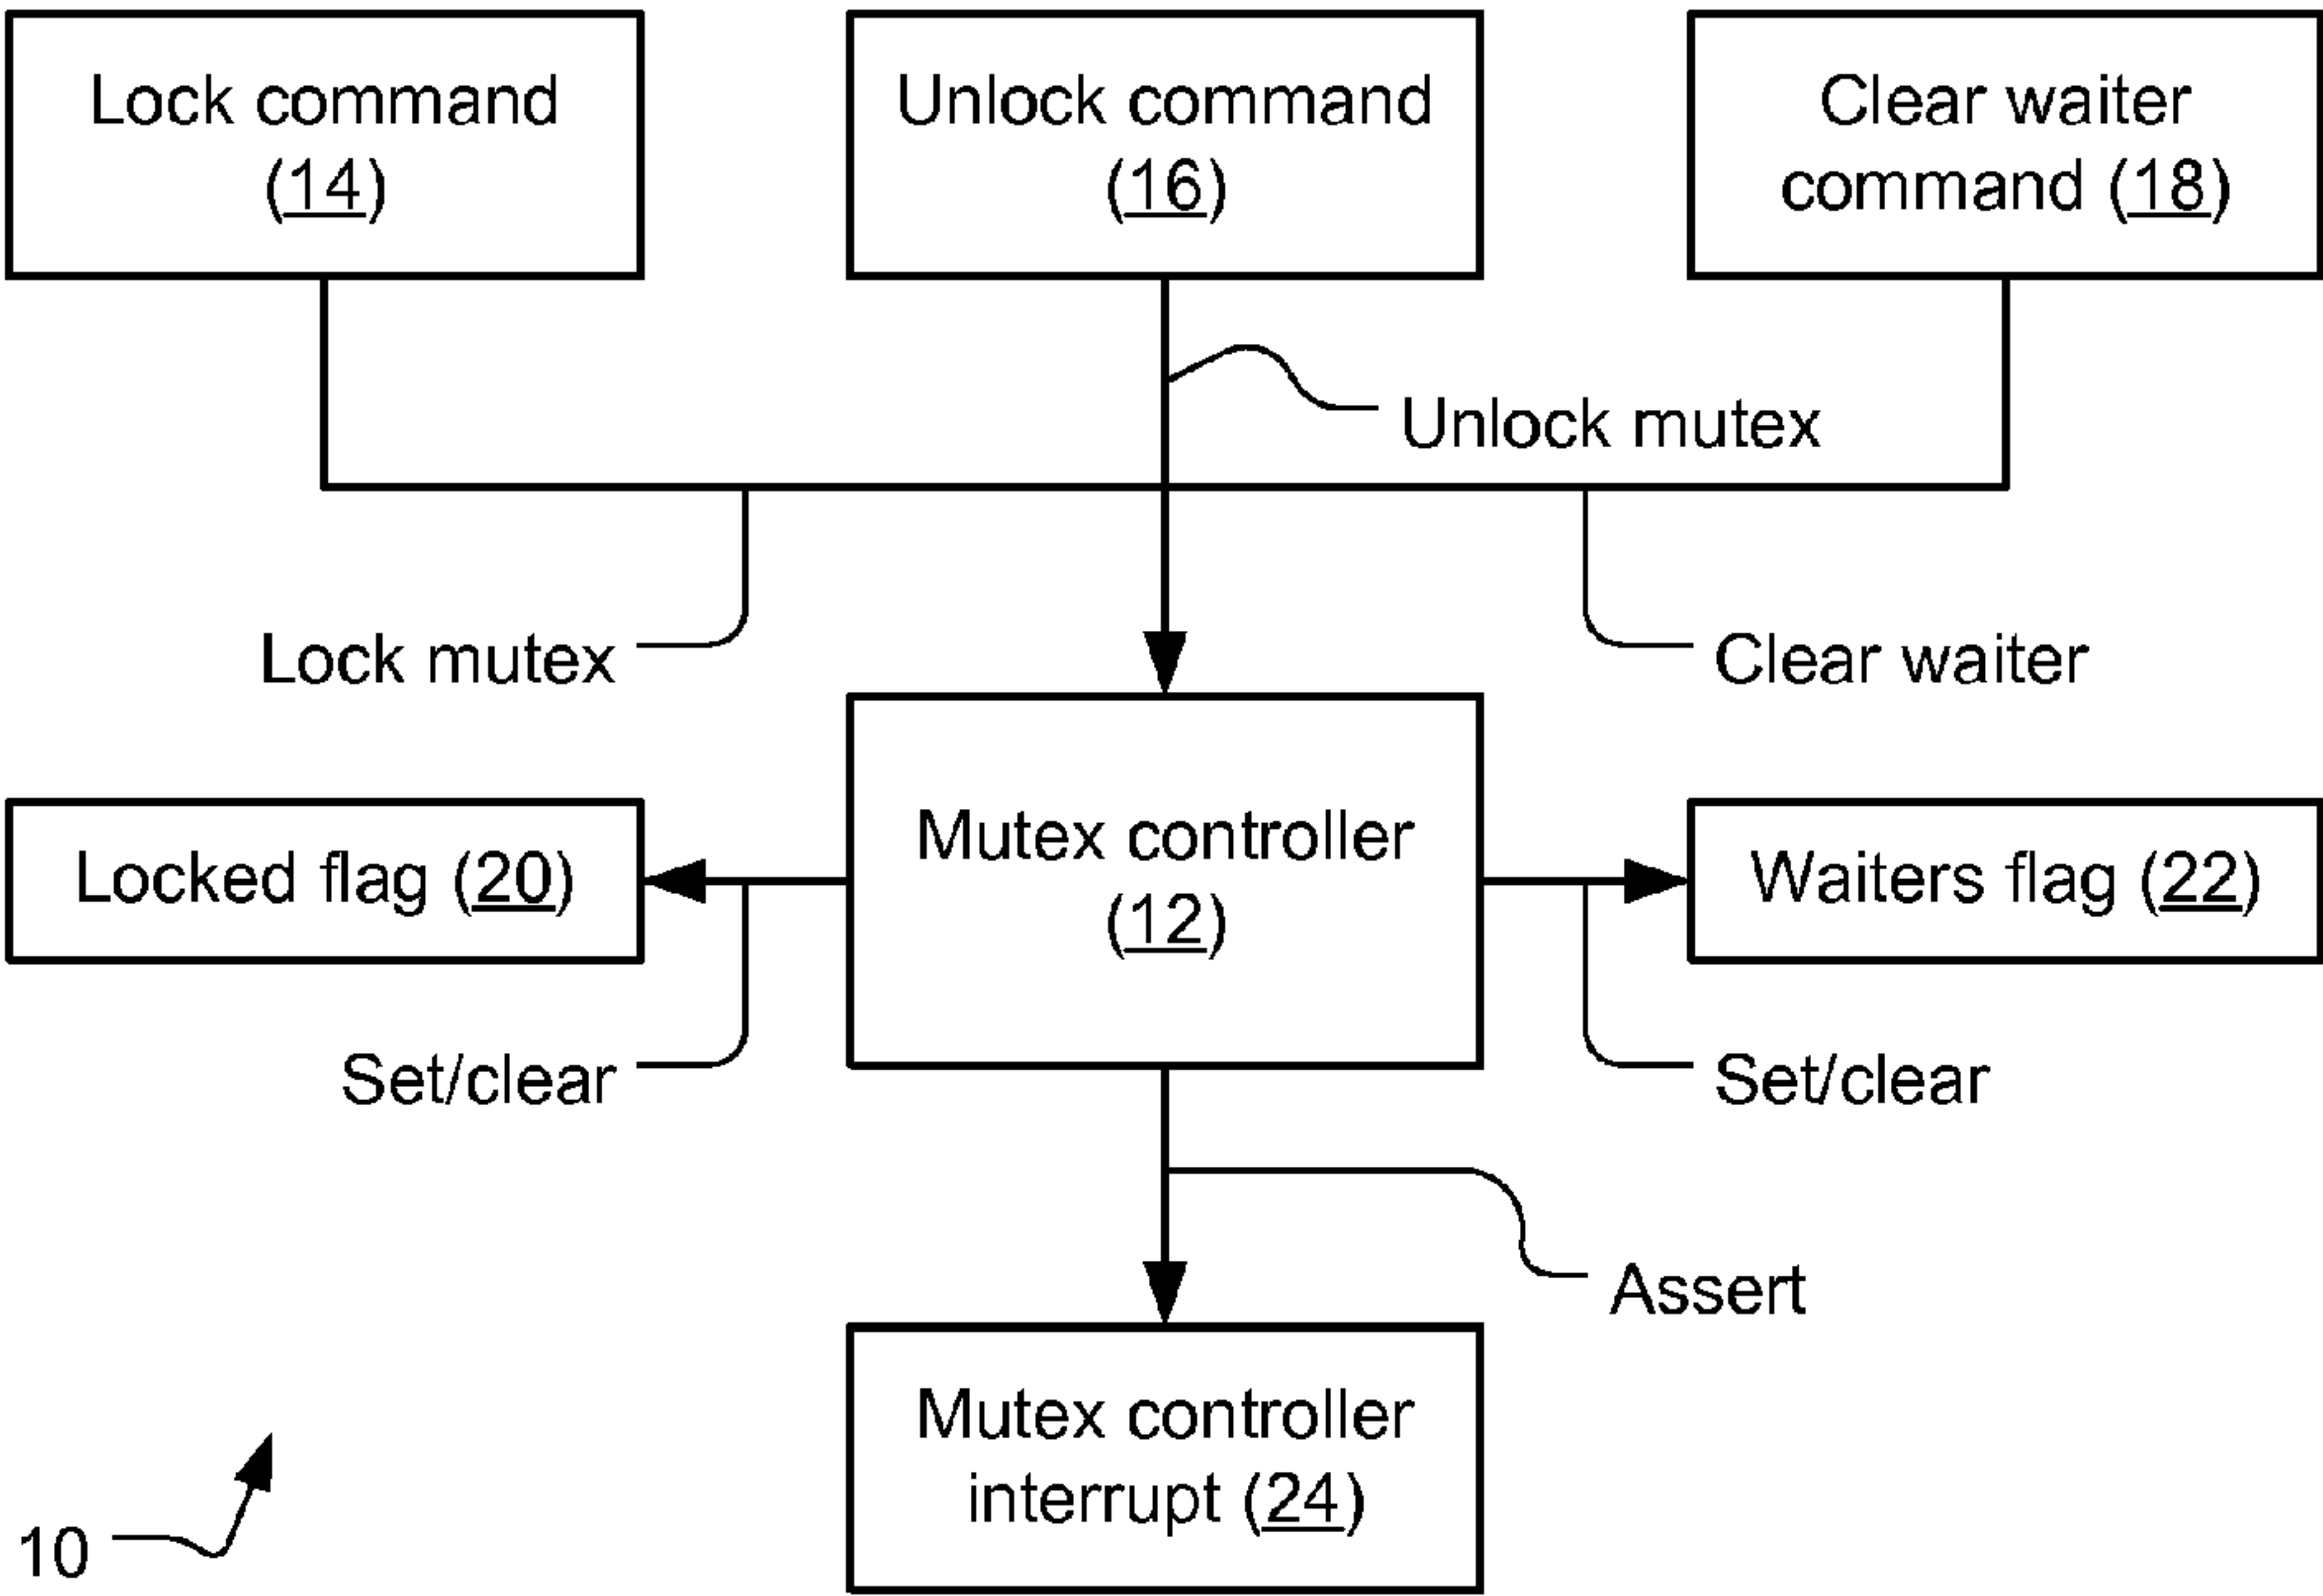 Lock command
(14)
Unlock command
(16)
Clear waiter
command (18)
Unlock mutex
Lock mutex
Clear waiter
Locked flag (20)
Mutex controller
(12)
Waiters flag (22)
Set/clear
Set/clear
Assert
Mutex controller
interrupt (24)
10